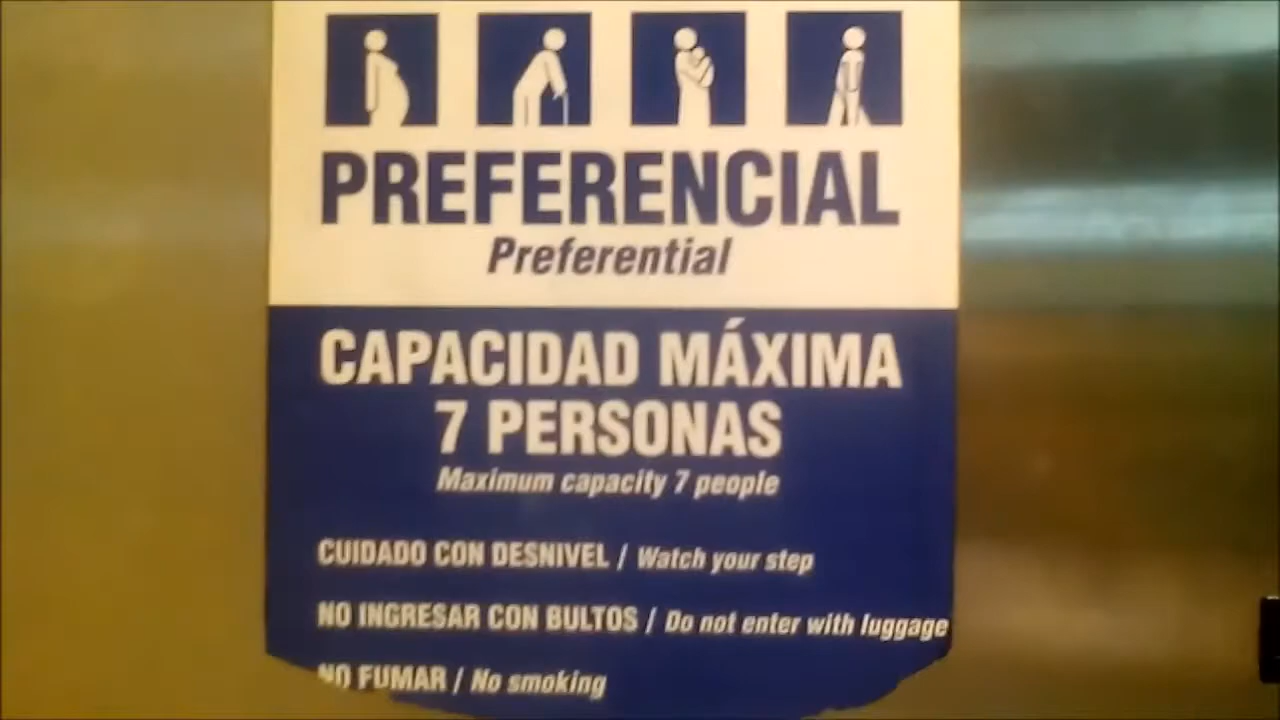 PREFERENCIAL
Preferential
CAPACIDAD MÁXIMA
7 PERSONAS
Maximum capacity 7 people
CUIDADO CON DESNIVEL / Watch your step
NO INGRESAR CON BULTOS / Do not enter with luggage
NO FUMAR / No smoking